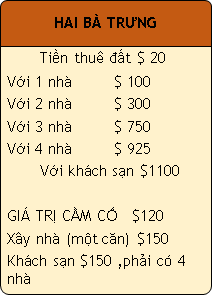 HAI BÀ TRƯNG
Tiền thuê đất $ 20
Với 1 nhà $ 100
Với 2 nhà $ 300
Với 3 nhà $ 750
Với 4 nhà $ 925
Với khách sạn $1100
GIÁ TRỊ CẦM CỐ $120
Xây nhà (một căn) $150
Khách sạn $150 ,phải có 4
nhà